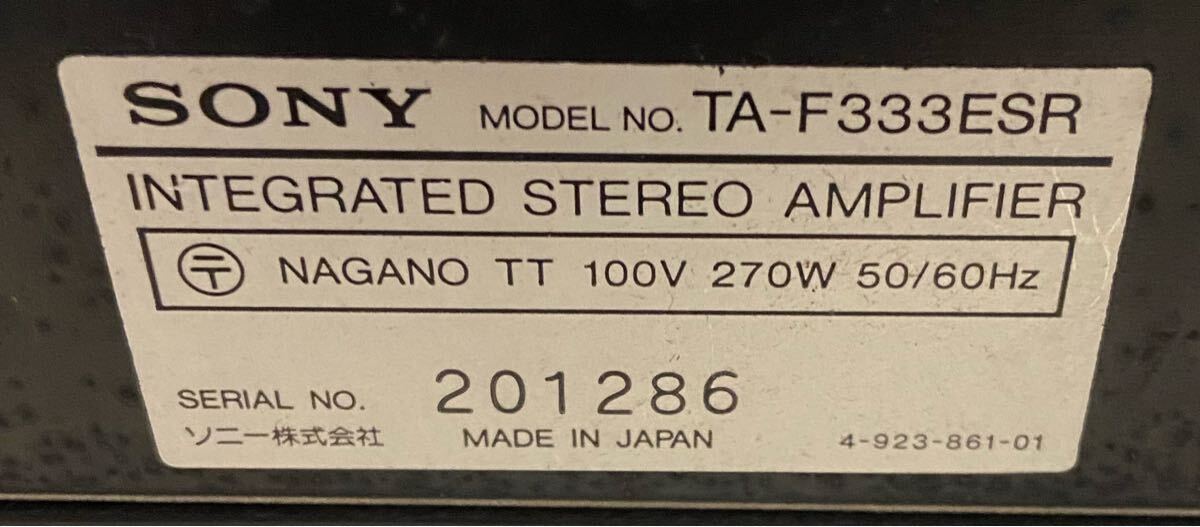 SONY MODEL NO. TA-F333ESR
INTEGRATED STEREO AMPLIFIER
〒 NAGANO TT 100V 270W 50/60Hz
SERIAL NO. 201286
ソニー株式会社 MADE IN JAPAN 4-923-861-01